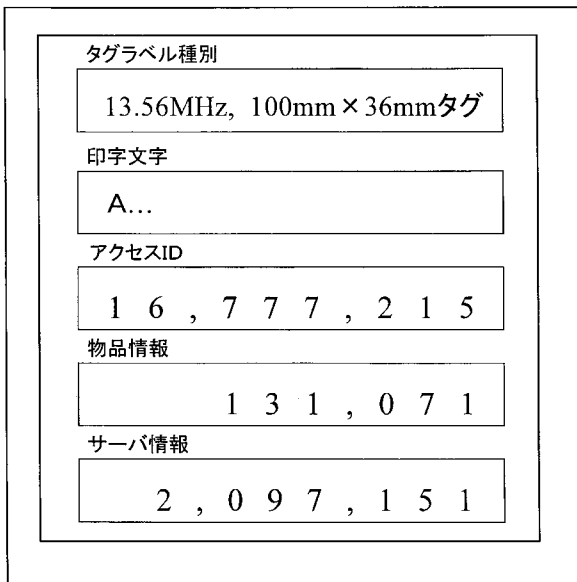 タグラベル種別
13.56MHz, 100mm×36mmタグ
印字文字
A...
アクセスID
16,777,215
物品情報
131,071
サーバ情報
2,097,151